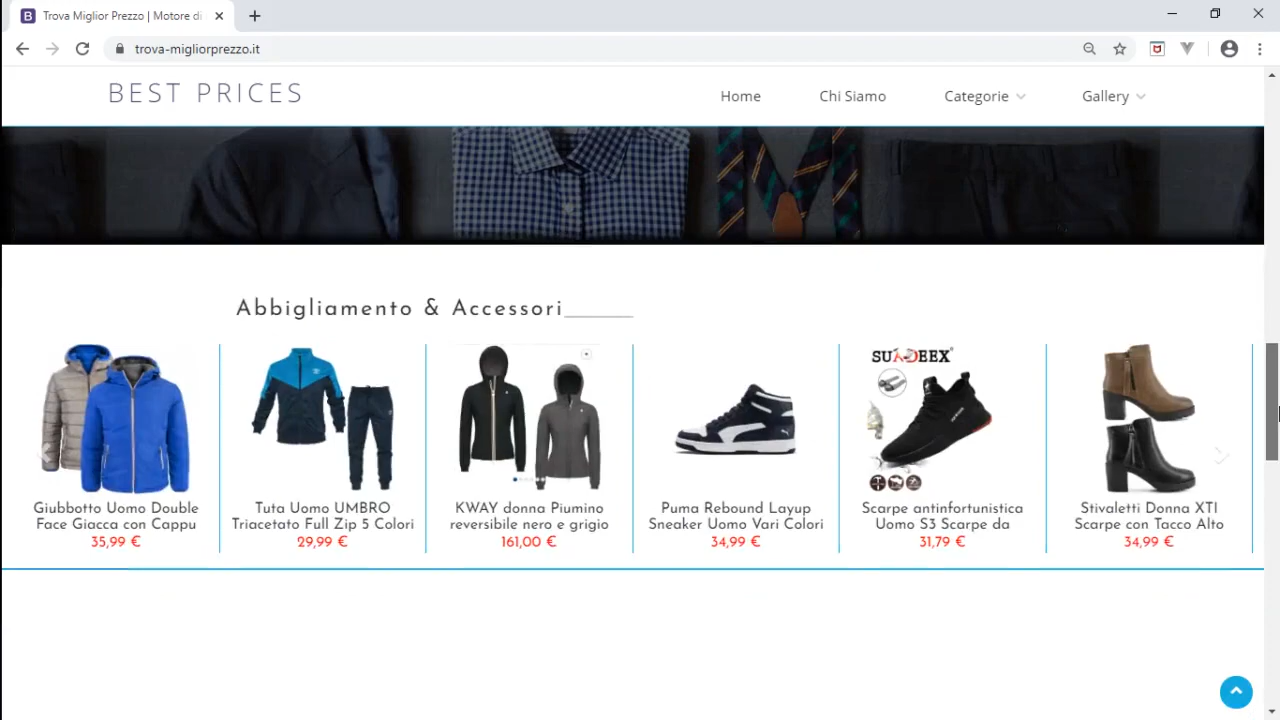 Trova Miglior Prezzo | Motore di
trova-migliorprezzo.it
BEST PRICES
Home
Chi Siamo
Categorie
Gallery
Abbigliamento & Accessori______
SUNDEEX
Giubbotto Uomo Double
Face Giacca con Cappu
35,99 €
Tuta Uomo UMBRO
Triacetato Full Zip 5 Colori
29,99 €
KWAY donna Piumino
reversibile nero e grigio
161,00 €
Puma Rebound Layup
Sneaker Uomo Vari Colori
34,99 €
Scarpe antinfortunistica
Uomo S3 Scarpe da
31,79 €
Stivaletti Donna XTI
Scarpe con Tacco Alto
34,99 €